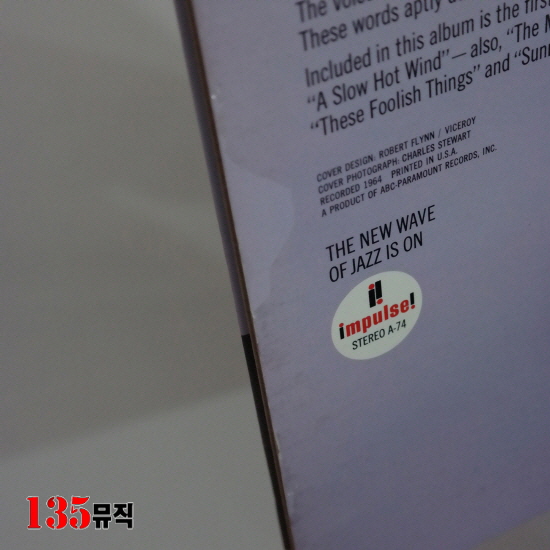 The Voice
These words aptly
Included in this album is the first
"A Slow Hot Wind"—also, "The
"These Foolish Things" and "Sun
COVER DESIGN: ROBERT FLYNN / VICEROY
COVER PHOTOGRAPH: CHARLES STEWART
RECORDED 1964 PRINTED IN U.S.A.
A PRODUCT OF ABC-PARAMOUNT RECORDS, INC.
THE NEW WAVE
OF JAZZ IS ON
i!
impulse!
STEREO A-74
135뮤직